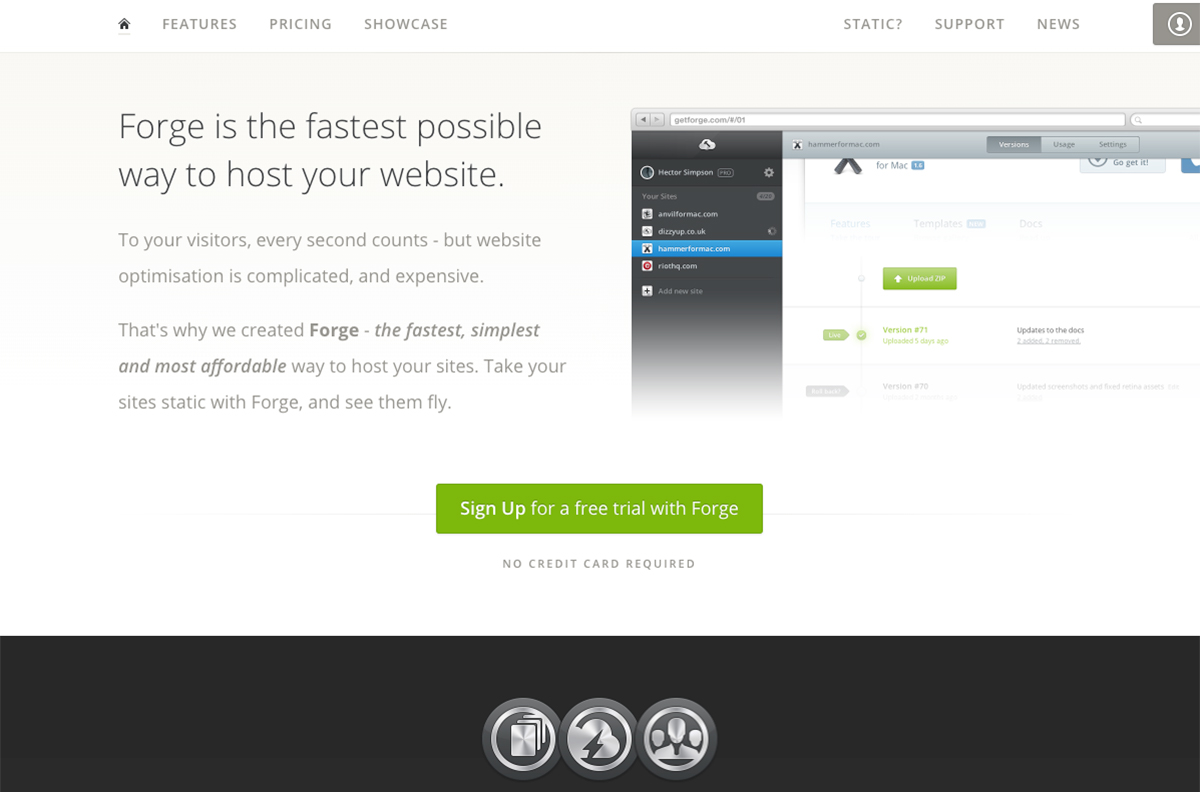 FEATURES PRICING SHOWCASE STATIC? SUPPORT NEWS
Forge is the fastest possible
way to host your website.
To your visitors, every second counts - but website
optimisation is complicated, and expensive.
That's why we created Forge - the fastest, simplest
and most affordable way to host your sites. Take your
sites static with Forge, and see them fly.
getforge.com/#/01
hammerformac.com Versions Usage Settings
Hector Simpson PRO
Your Sites
anvilformac.com
dizzyup.co.uk
hammerformac.com
riothq.com
Add new site
for Mac 1.6 Go get it!
Features Templates Docs
Upload ZIP
Live Version #71 Updates to the docs
Uploaded 5 days ago 2 added, 2 removed.
Version #70 Updated screenshots and fixed retina assets.
Sign Up for a free trial with Forge
NO CREDIT CARD REQUIRED